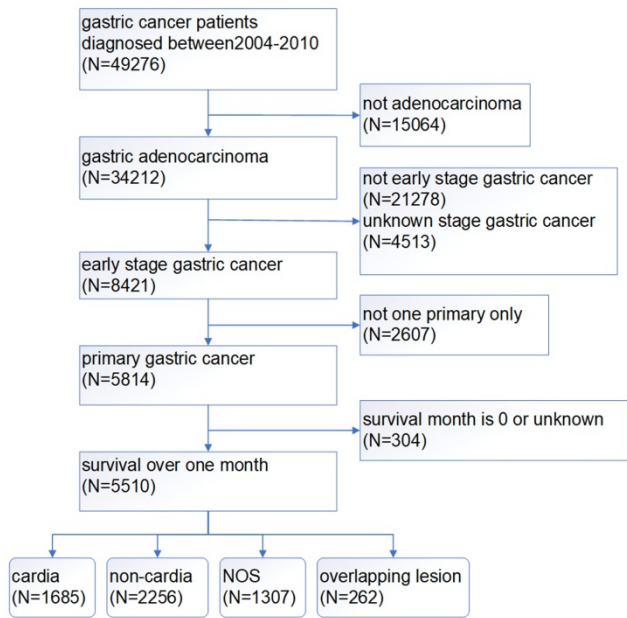 gastric cancer patients
diagnosed between2004-2010
(N=49276)
not adenocarcinoma
(N=15064)
gastric adenocarcinoma
(N=34212)
not early stage gastric cancer
(N=21278)
unknown stage gastric cancer
(N=4513)
early stage gastric cancer
(N=8421)
not one primary only
(N=2607)
primary gastric cancer
(N=5814)
survival month is 0 or unknown
(N=304)
survival over one month
(N=5510)
cardia
(N=1685)
non-cardia
(N=2256)
NOS
(N=1307)
overlapping lesion
(N=262)